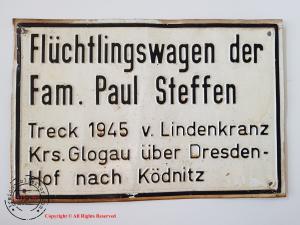 Flüchtlingswagen der
Fam. Paul Steffen
Treck 1945 v. Lindenkranz
Krs. Glogau über Dresden-
Hof nach Ködnitz
Copyright © All Rights Reserved